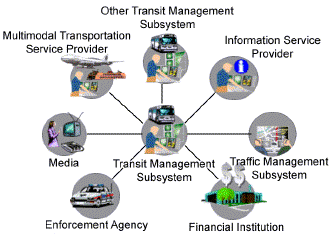 Other Transit Management
Subsystem
Multimodal Transportation
Service Provider
Information Service
Provider
Media
Transit Management
Subsystem
Traffic Management
Subsystem
Enforcement Agency
Financial Institution